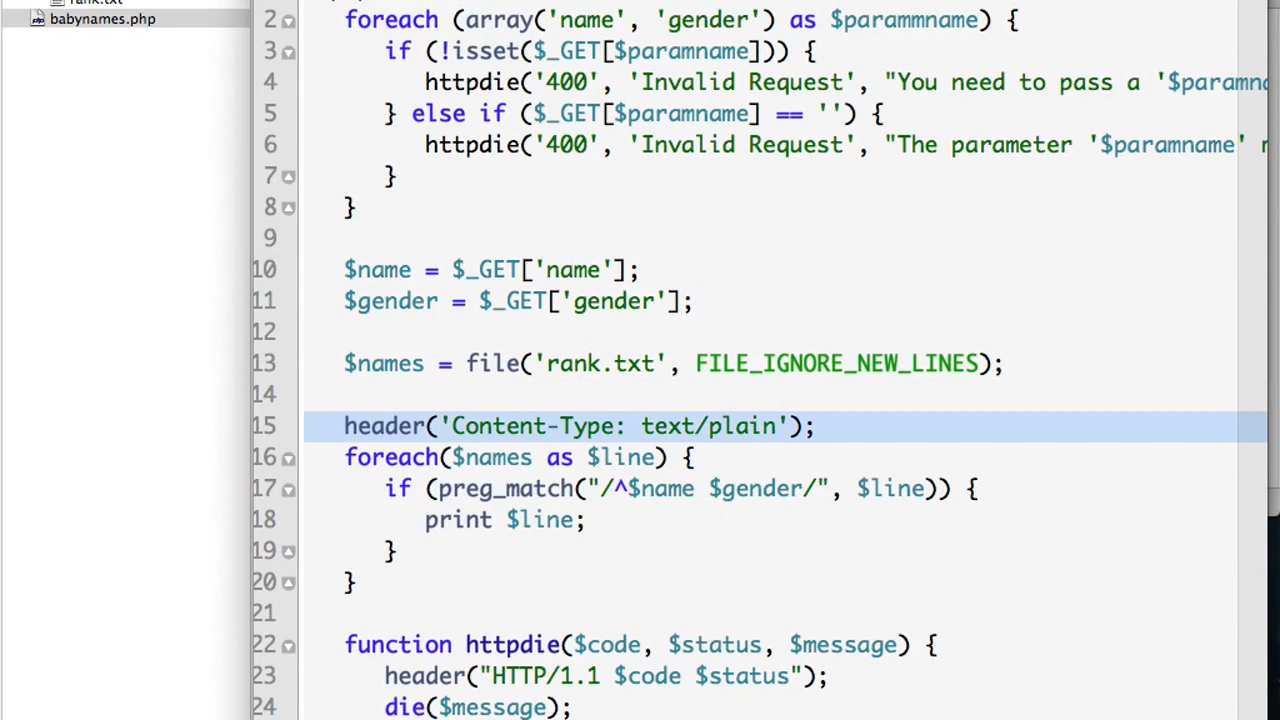 rank.txt
babynames.php
2 foreach (array('name', 'gender') as $parammname) {
3 if (!isset($_GET[$paramname])) {
4 httpdie('400', 'Invalid Request', "You need to pass a '$paramna
5 } else if ($_GET[$paramname] == '') {
6 httpdie('400', 'Invalid Request', "The parameter '$paramname'
7 }
8 }
9
10 $name = $_GET['name'];
11 $gender = $_GET['gender'];
12
13 $names = file('rank.txt', FILE_IGNORE_NEW_LINES);
14
15 header('Content-Type: text/plain');
16 foreach($names as $line) {
17 if (preg_match("/^$name $gender/", $line)) {
18 print $line;
19 }
20 }
21
22 function httpdie($code, $status, $message) {
23 header("HTTP/1.1 $code $status");
24 die($message);